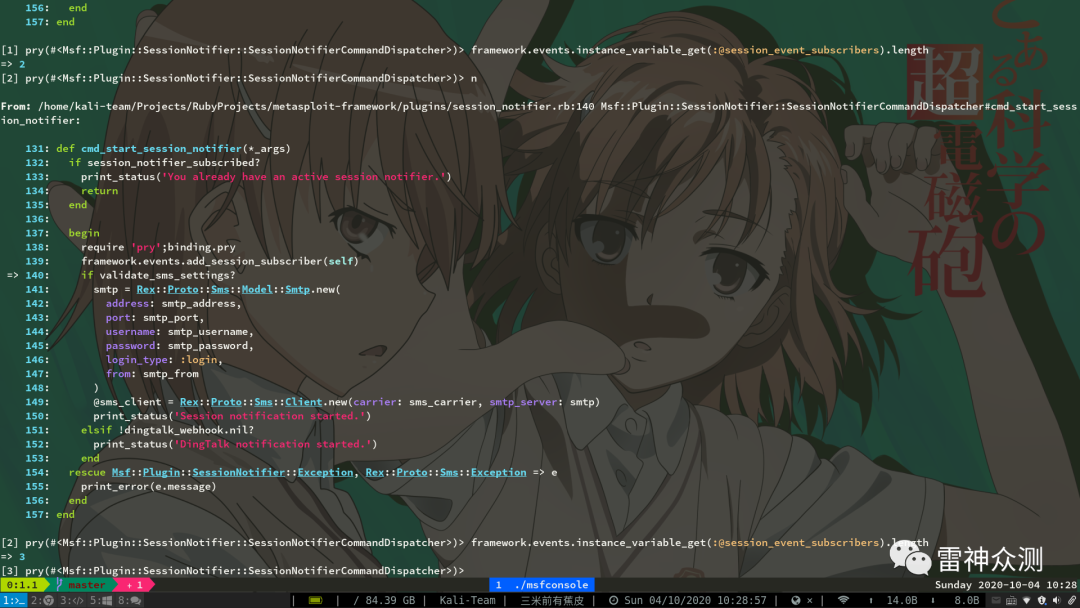 156:   end
157: end
[1] pry(#<Msf::Plugin::SessionNotifier::SessionNotifierCommandDispatcher>)> framework.events.instance_variable_get(:@session_event_subscribers).length
=> 2
[2] pry(#<Msf::Plugin::SessionNotifier::SessionNotifierCommandDispatcher>)> n
From: /home/kali-team/Projects/RubyProjects/metasploit-framework/plugins/session_notifier.rb:140 Msf::Plugin::SessionNotifier::SessionNotifierCommandDispatcher#cmd_start_sess
ion_notifier:
131: def cmd_start_session_notifier(*_args)
132:   if session_notifier_subscribed?
133:     print_status('You already have an active session notifier.')
134:     return
135:   end
136:
137:   begin
138:     require 'pry';binding.pry
139:     framework.events.add_session_subscriber(self)
=> 140:     if validate_sms_settings?
141:       smtp = Rex::Proto::Sms::Model::Smtp.new(
142:         address: smtp_address,
143:         port: smtp_port,
144:         username: smtp_username,
145:         password: smtp_password,
146:         login_type: :login,
147:         from: smtp_from
148:       )
149:       @sms_client = Rex::Proto::Sms::Client.new(carrier: sms_carrier, smtp_server: smtp)
150:       print_status('Session notification started.')
151:     elsif !dingtalk_webhook.nil?
152:       print_status('DingTalk notification started.')
153:     end
154:   rescue Msf::Plugin::SessionNotifier::Exception, Rex::Proto::Sms::Exception => e
155:     print_error(e.message)
156:   end
157: end
[2] pry(#<Msf::Plugin::SessionNotifier::SessionNotifierCommandDispatcher>)> framework.events.instance_variable_get(:@session_event_subscribers).length
=> 3
[3] pry(#<Msf::Plugin::SessionNotifier::SessionNotifierCommandDispatcher>)>
とある科学の
超電磁砲
雷神众测
0:1.1 master + 1 1 ./msfconsole Sunday 2020-10-04 10:28
1: 2: 3: 5: 8: | | / 84.39 GB | Kali-Team | 三米前有蕉皮 | Sun 04/10/2020 10:28:57 | × | | 14.0B 8.0B